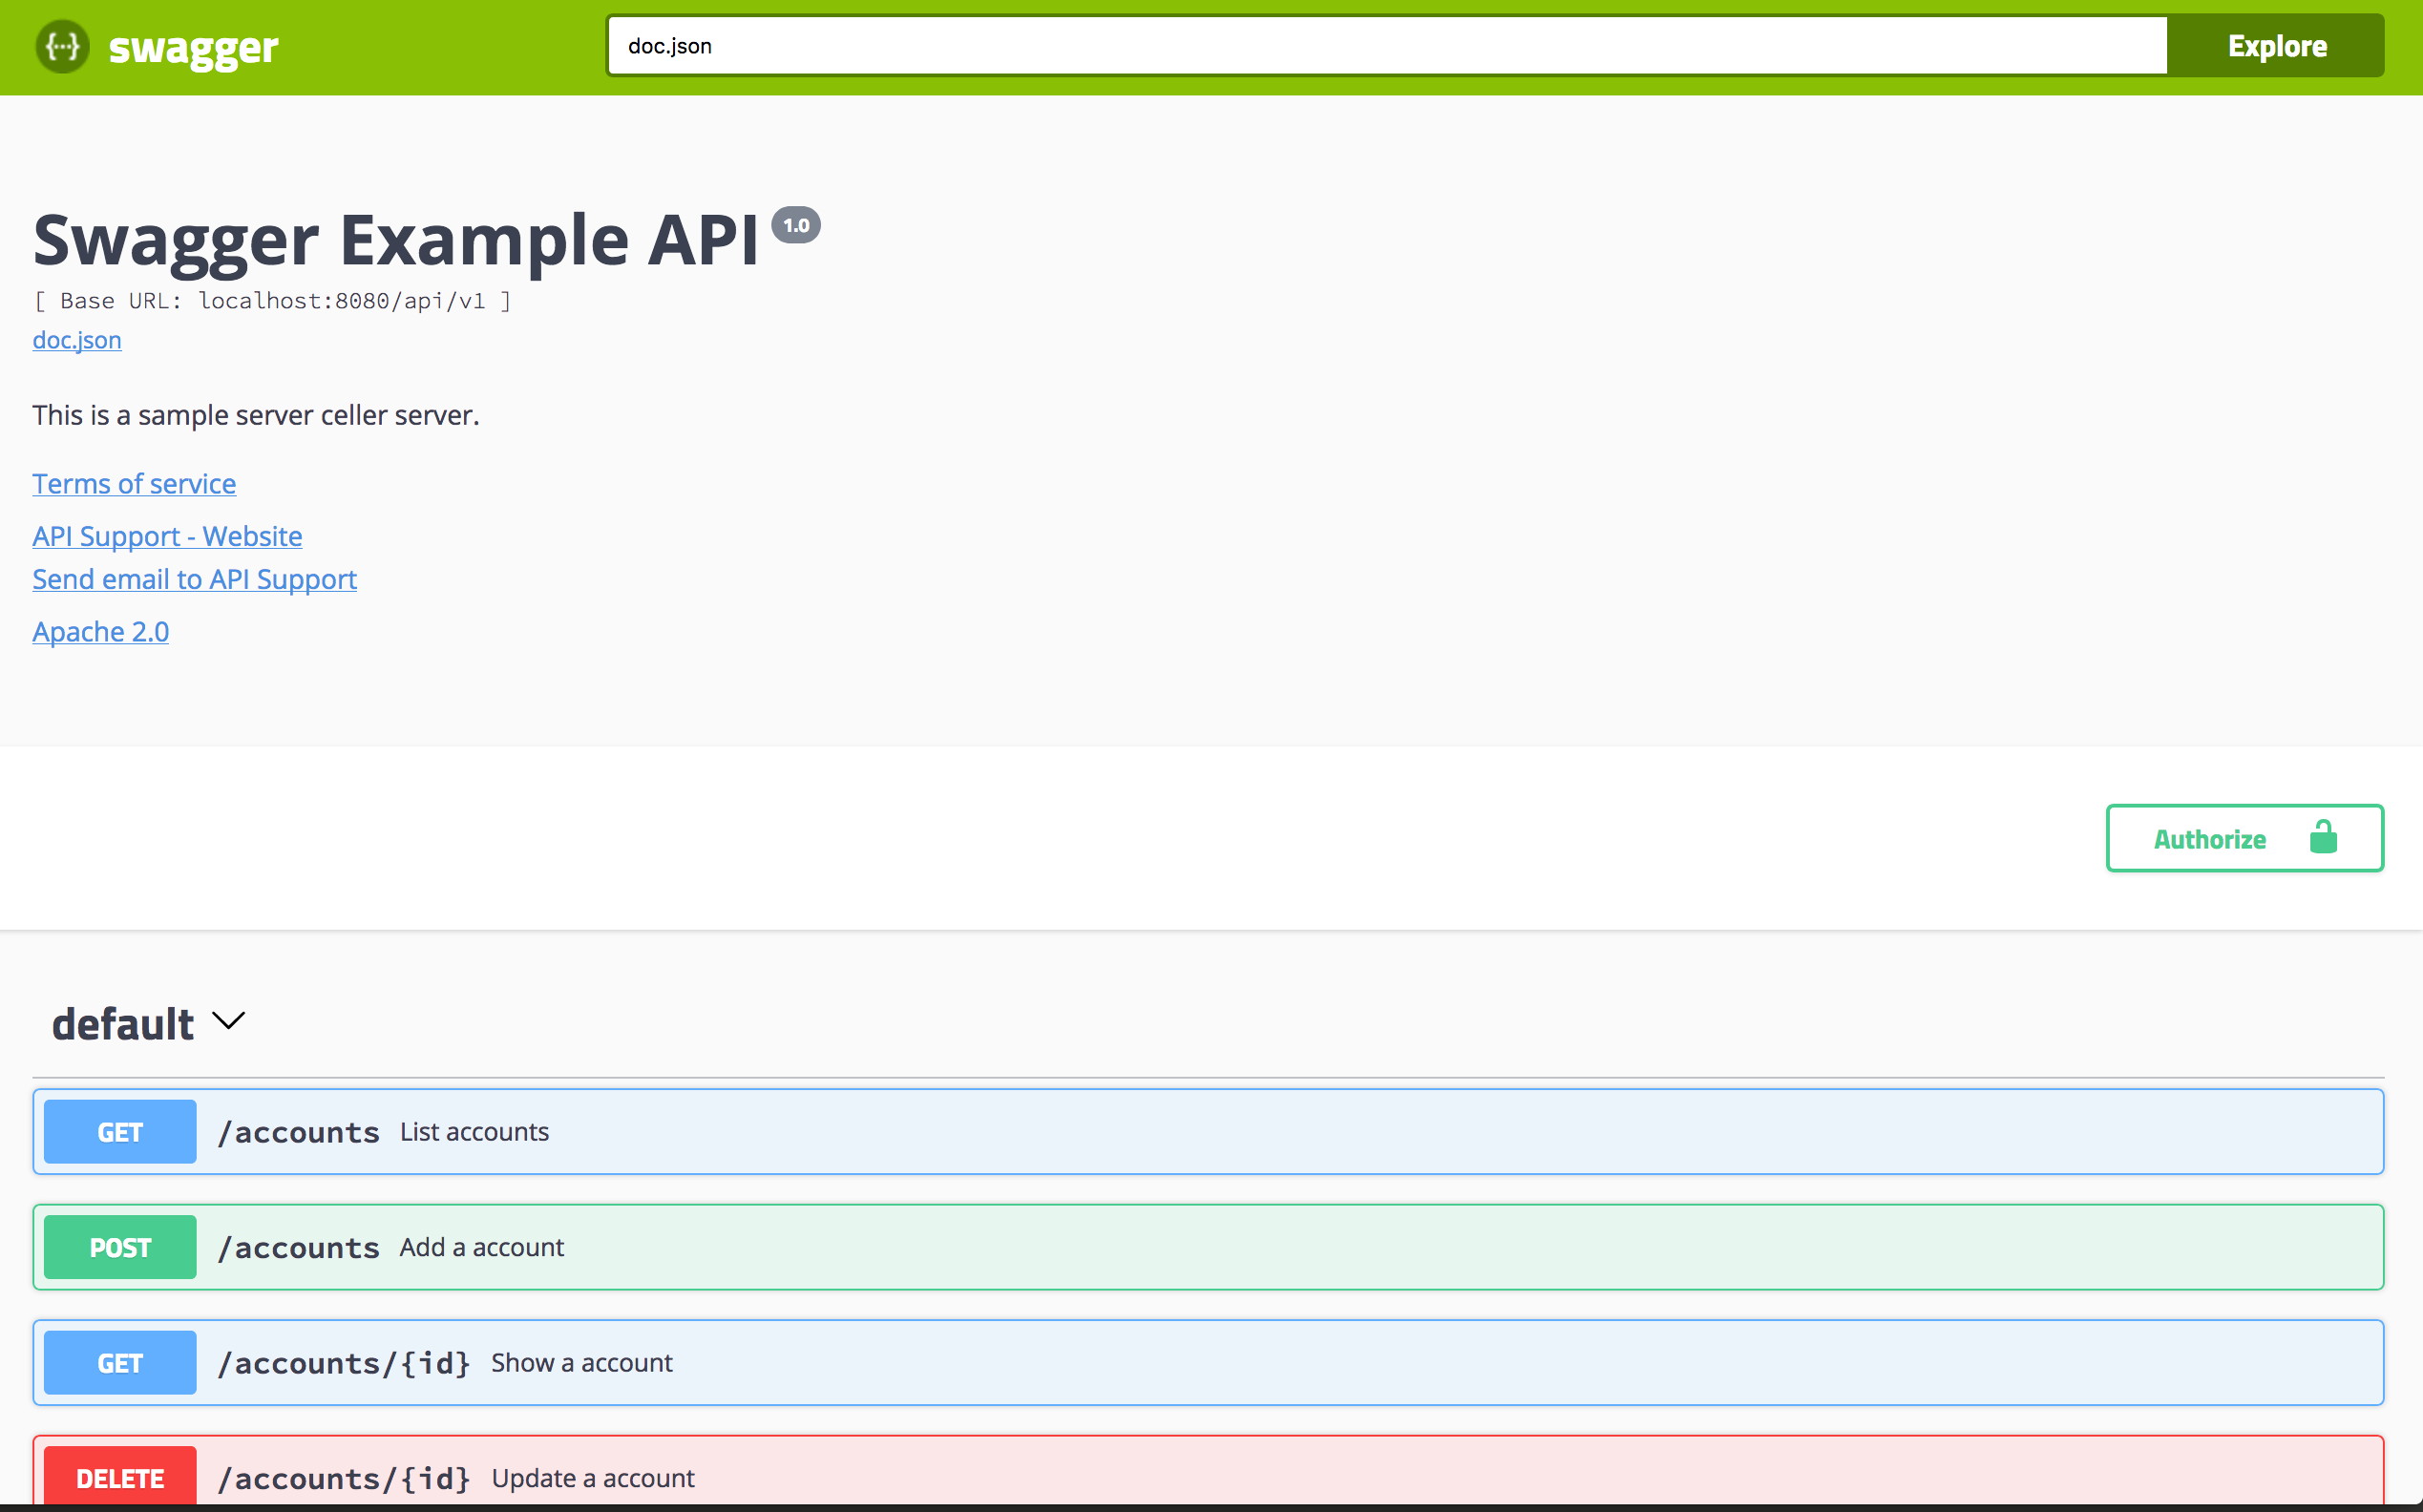 {···} swagger
doc.json
Explore
Swagger Example API 1.0
[ Base URL: localhost:8080/api/v1 ]
doc.json
This is a sample server celler server.
Terms of service
API Support - Website
Send email to API Support
Apache 2.0
Authorize
default
GET /accounts List accounts
POST /accounts Add a account
GET /accounts/{id} Show a account
DELETE /accounts/{id} Update a account